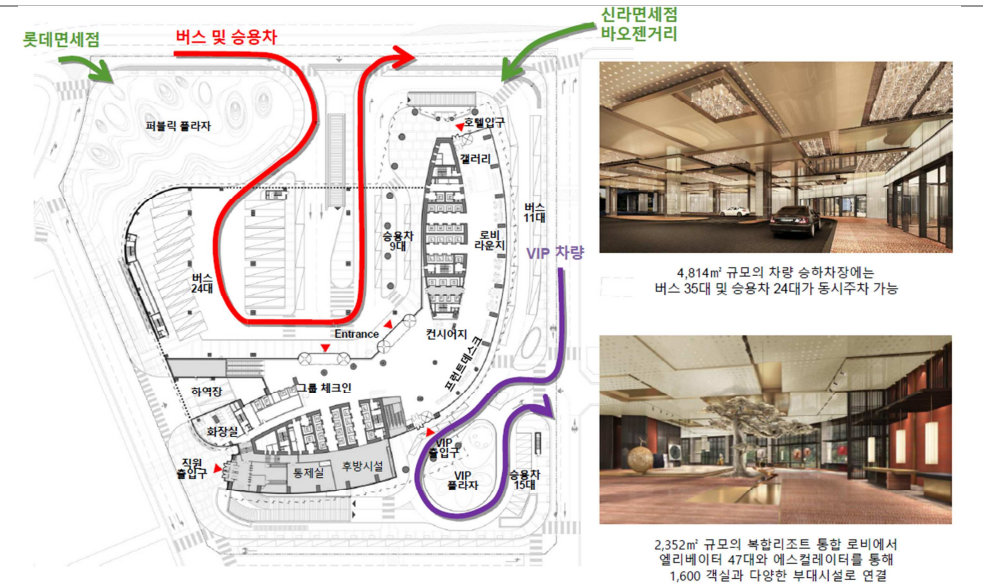 신라면세점
바오젠거리
롯데면세점
버스 및 승용차
퍼블릭 플라자
호텔입구
갤러리
버스
11대
승용차
9대
로비
라운지
VIP 차량
버스
24대
Entrance
컨시어지
프런트데스크
하역장
그룹 체크인
화장실
직원
출입구
통제실
후방시설
VIP
출입구
VIP
플라자
승용차
15대
4,814㎡ 규모의 차량 승하차장에는
버스 35대 및 승용차 24대가 동시주차 가능
2,352㎡ 규모의 복합리조트 통합 로비에서
엘리베이터 47대와 에스컬레이터를 통해
1,600 객실과 다양한 부대시설로 연결